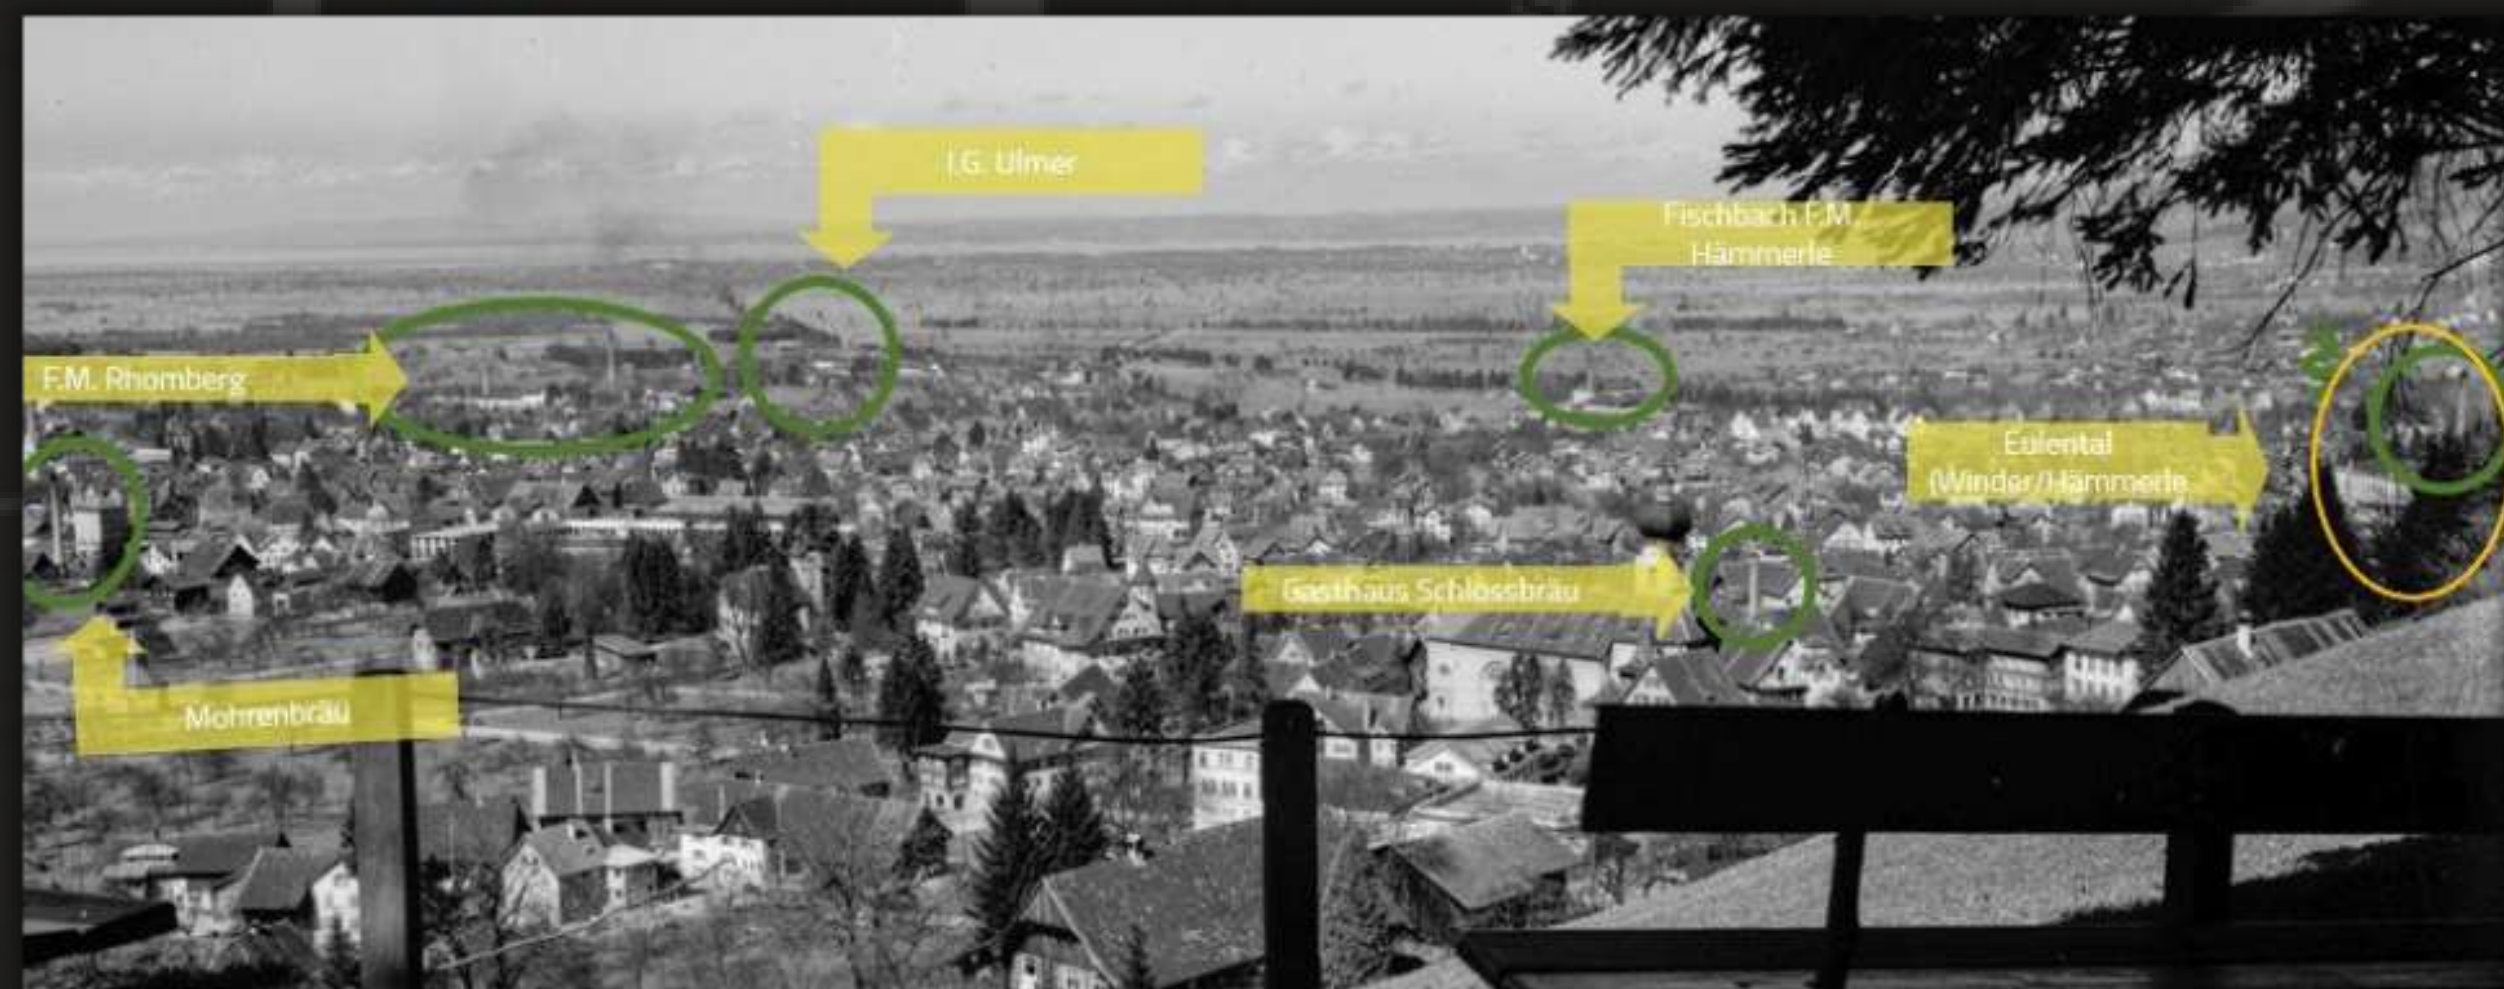 I.G. Ulmer
Fischbach F.M.
Hämmerle
F.M. Rhomberg
Eulental
(Winder/Hämmerle
Gasthaus Schlossbräu
Mohrenbräu